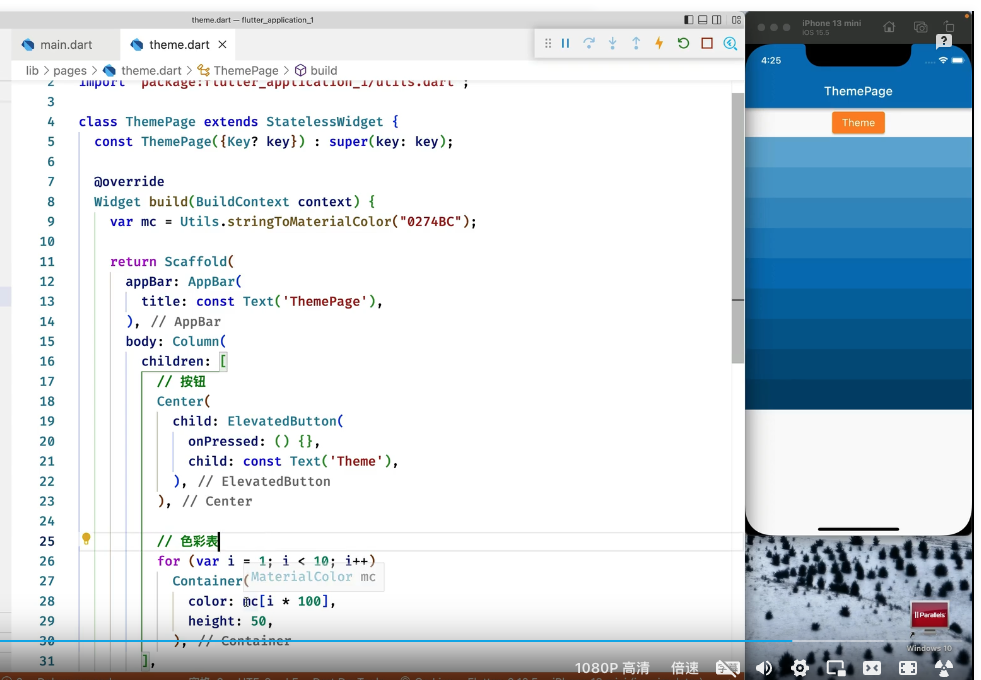 theme.dart — flutter_application_1
main.dart
theme.dart
lib > pages > theme.dart > ThemePage > build
2 import 'package:flutter_application_1/utils.dart';
3
4 class ThemePage extends StatelessWidget {
5 const ThemePage({Key? key}) : super(key: key);
6
7 @override
8 Widget build(BuildContext context) {
9 var mc = Utils.stringToMaterialColor("0274BC");
10
11 return Scaffold(
12 appBar: AppBar(
13 title: const Text('ThemePage'),
14 ), // AppBar
15 body: Column(
16 children: [
17 // 按钮
18 Center(
19 child: ElevatedButton(
20 onPressed: () {},
21 child: const Text('Theme'),
22 ), // ElevatedButton
23 ), // Center
24
25 // 色彩表
26 for (var i = 1; i < 10; i++)
27 Container(
MaterialColor mc
28 color: mc[i * 100],
29 height: 50,
30 ), // Container
31 ],
iPhone 13 mini
iOS 15.5
?
4:25
ThemePage
Theme
Parallels
Windows 10
1080P 高清
倍速
字幕